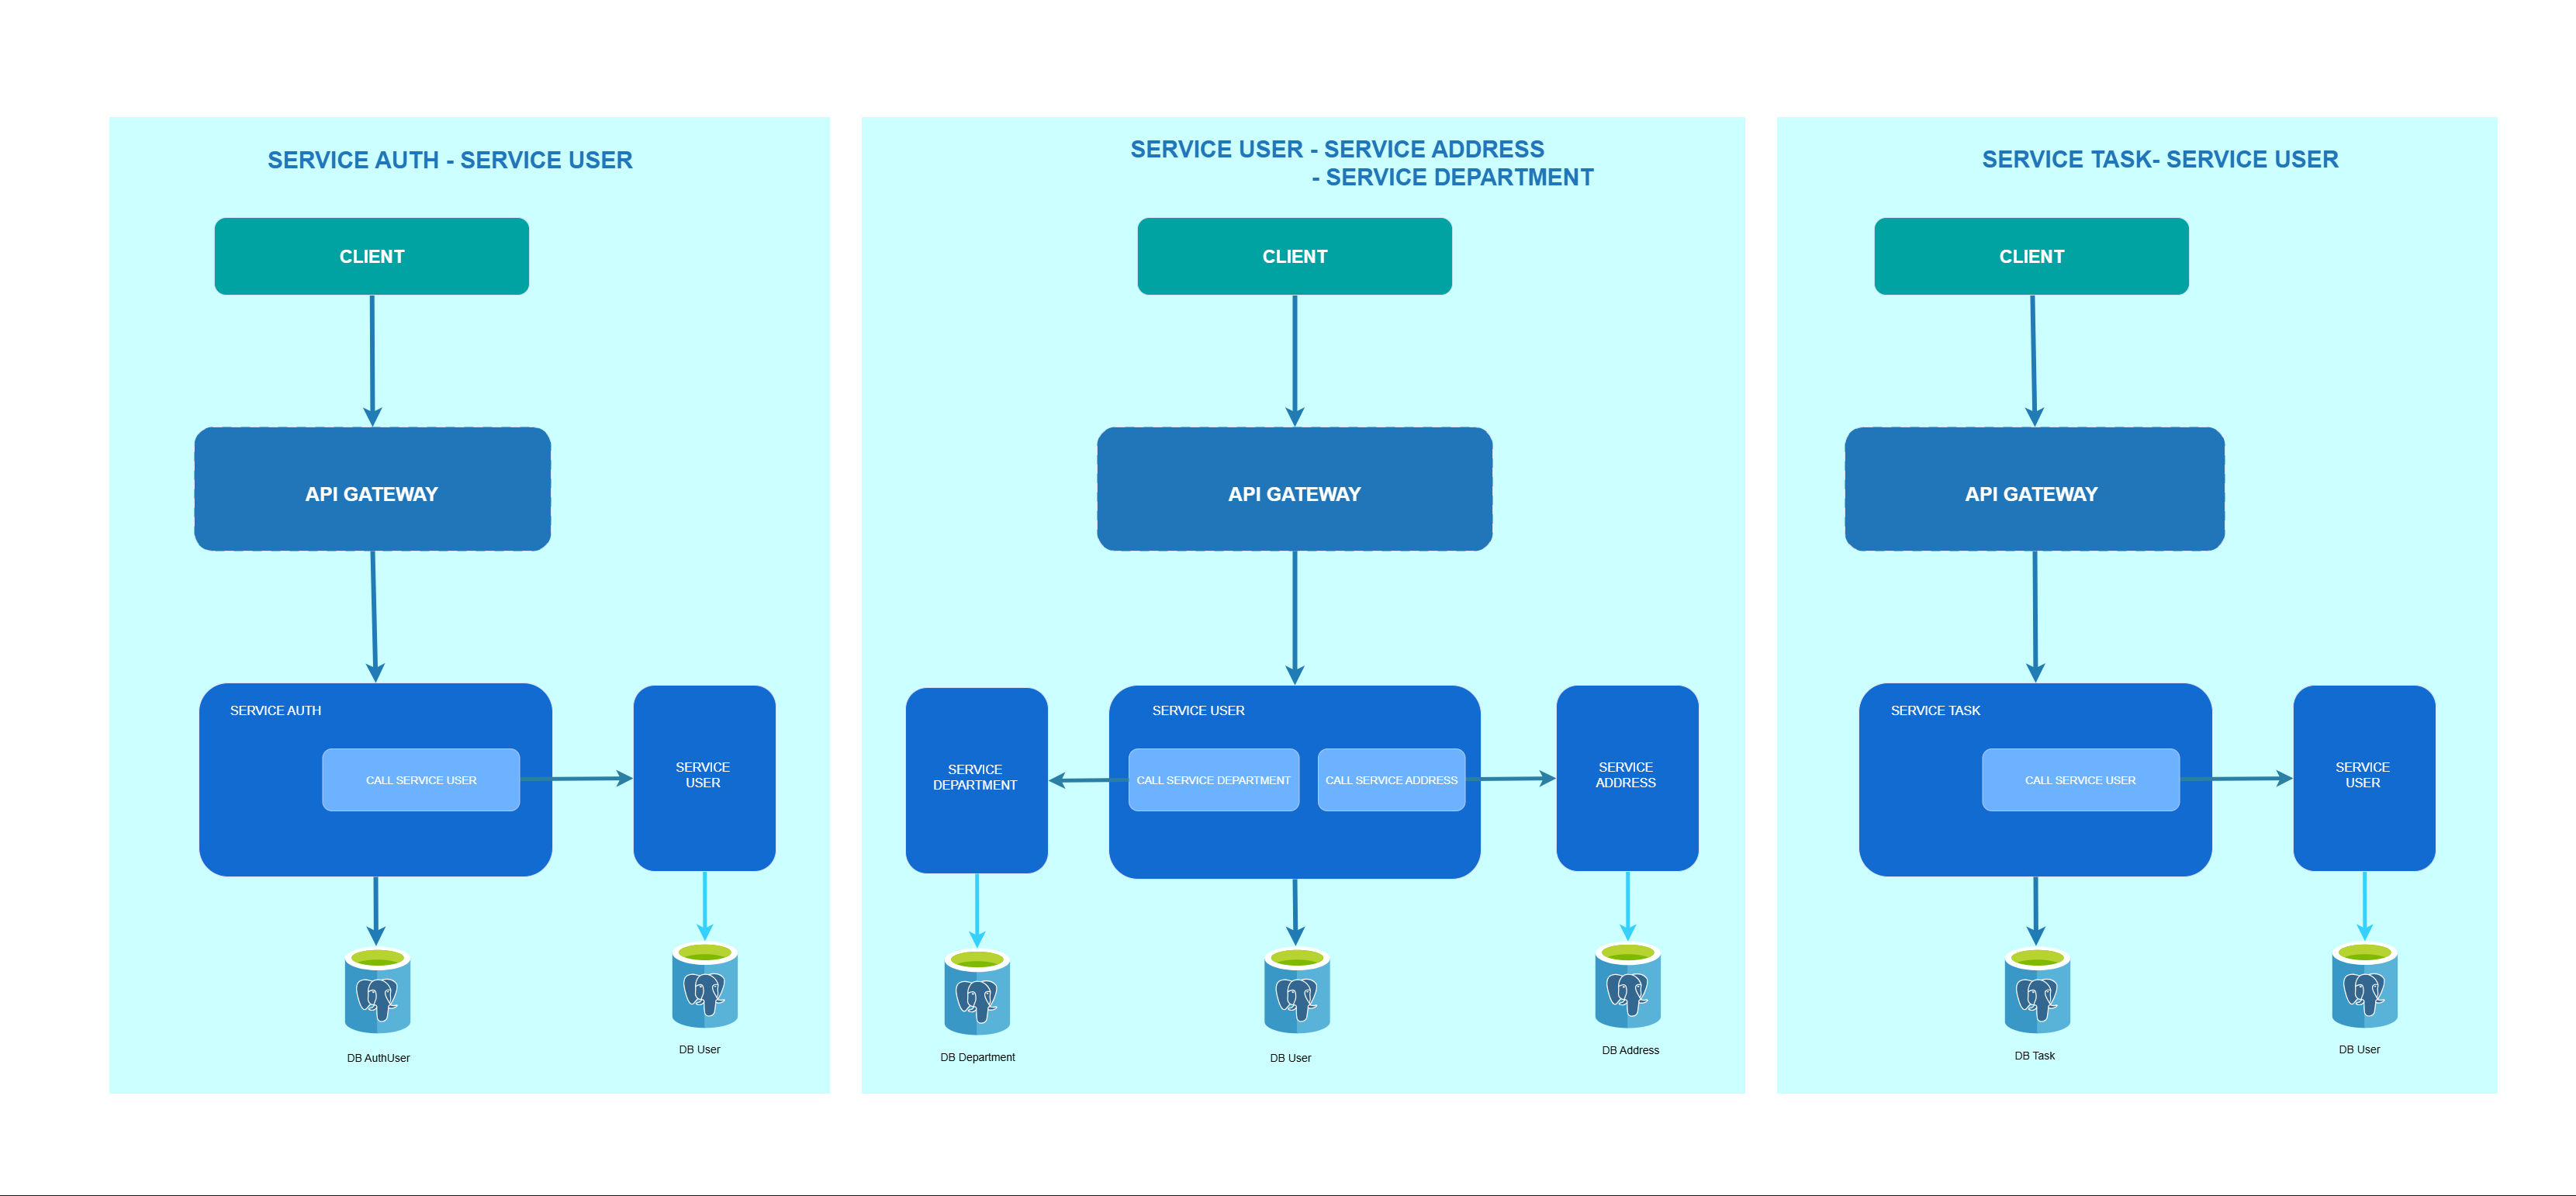 SERVICE AUTH - SERVICE USER
CLIENT
API GATEWAY
SERVICE AUTH
CALL SERVICE USER
SERVICE
USER
DB AuthUser
DB User
SERVICE USER - SERVICE ADDRESS
- SERVICE DEPARTMENT
CLIENT
API GATEWAY
SERVICE
DEPARTMENT
SERVICE USER
CALL SERVICE DEPARTMENT
CALL SERVICE ADDRESS
SERVICE
ADDRESS
DB Department
DB User
DB Address
SERVICE TASK- SERVICE USER
CLIENT
API GATEWAY
SERVICE TASK
CALL SERVICE USER
SERVICE
USER
DB Task
DB User